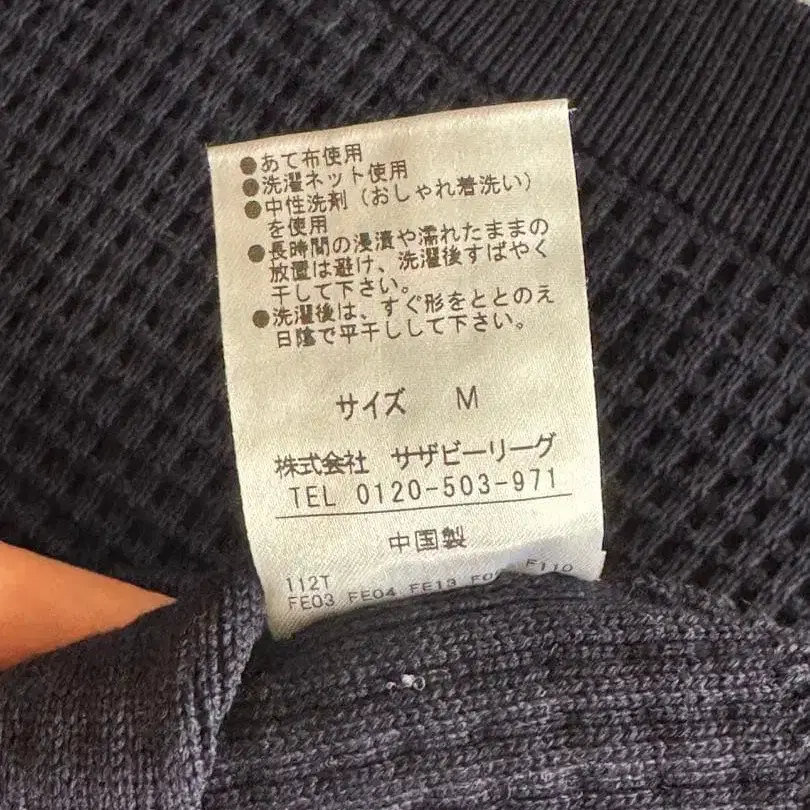 ●あて布使用
●洗濯ネット使用
●中性洗剤（おしゃれ着洗い）
を使用
●長時間の浸漬や濡れたままの
放置は避け、洗濯後すばやく
干して下さい。
●洗濯後は、すぐ形をととのえ
日陰で平干しして下さい。
サイズ M
株式会社 サザビーリーグ
TEL 0120-503-971
中国製
112T
FE03 FE04 FE13 F110